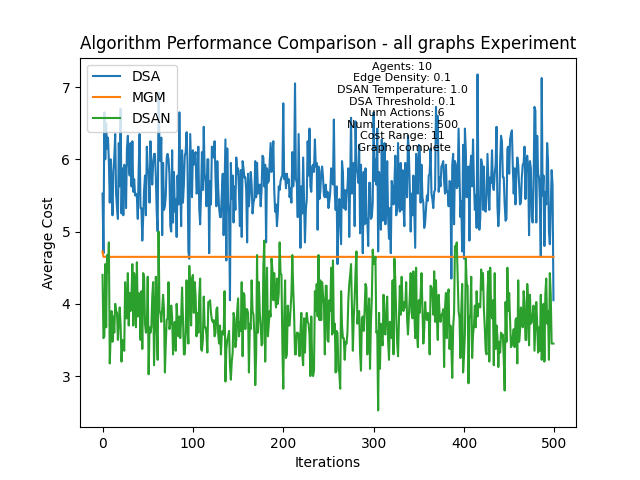 Algorithm Performance Comparison - all graphs Experiment
DSA
MGM
DSAN
Agents: 10
Edge Density: 0.1
DSAN Temperature: 1.0
DSA Threshold: 0.1
Num Actions: 6
Num Iterations: 500
Cost Range: 11
Graph: complete
Average Cost
7
6
5
4
3
0
100
200
300
400
500
Iterations